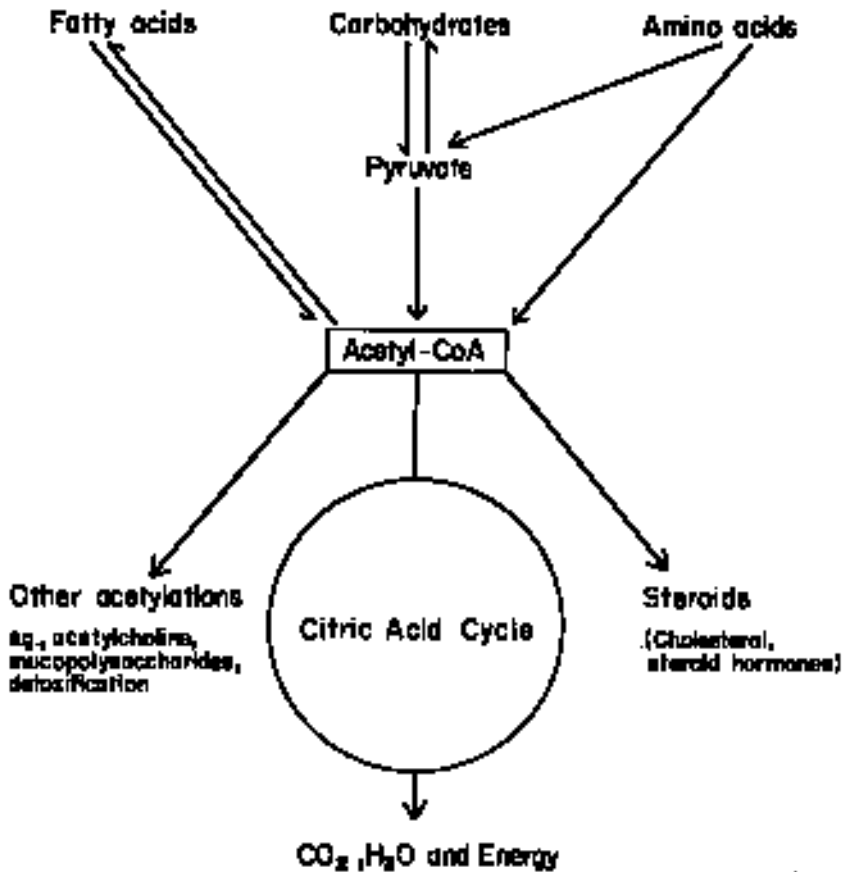 Fatty acids
Carbohydrates
Amino acids
Pyruvate
Acetyl-CoA
Other acetylations
eg., acetylcholine,
mucopolysaccharides,
detoxification
Citric Acid Cycle
Steroids
(Cholesterol,
steroid hormones)
CO₂ ,H₂O and Energy